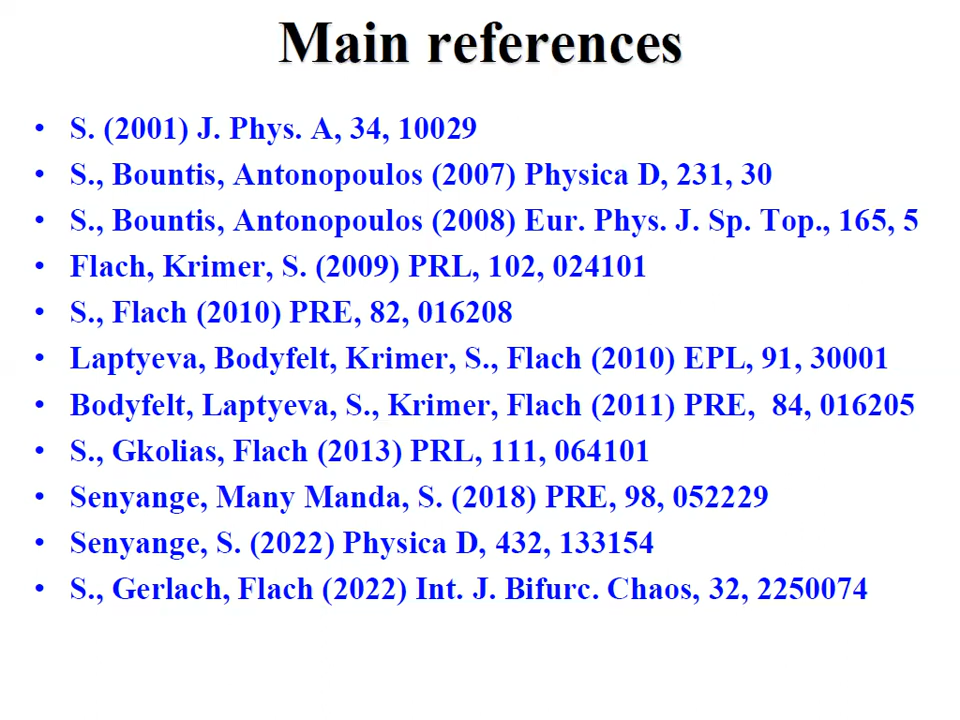 Main references
• S. (2001) J. Phys. A, 34, 10029
• S., Bountis, Antonopoulos (2007) Physica D, 231, 30
• S., Bountis, Antonopoulos (2008) Eur. Phys. J. Sp. Top., 165, 5
• Flach, Krimer, S. (2009) PRL, 102, 024101
• S., Flach (2010) PRE, 82, 016208
• Laptyeva, Bodyfelt, Krimer, S., Flach (2010) EPL, 91, 30001
• Bodyfelt, Laptyeva, S., Krimer, Flach (2011) PRE, 84, 016205
• S., Gkolias, Flach (2013) PRL, 111, 064101
• Senyange, Many Manda, S. (2018) PRE, 98, 052229
• Senyange, S. (2022) Physica D, 432, 133154
• S., Gerlach, Flach (2022) Int. J. Bifurc. Chaos, 32, 2250074